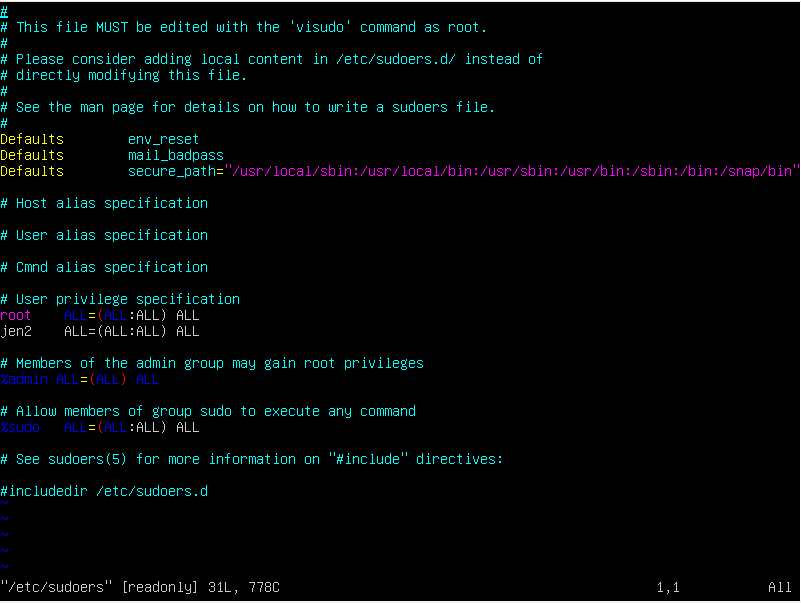 #
# This file MUST be edited with the 'visudo' command as root.
#
# Please consider adding local content in /etc/sudoers.d/ instead of
# directly modifying this file.
#
# See the man page for details on how to write a sudoers file.
#
Defaults        env_reset
Defaults        mail_badpass
Defaults        secure_path="/usr/local/sbin:/usr/local/bin:/usr/sbin:/usr/bin:/sbin:/bin:/snap/bin"
# Host alias specification
# User alias specification
# Cmnd alias specification
# User privilege specification
root    ALL=(ALL:ALL) ALL
jen2    ALL=(ALL:ALL) ALL
# Members of the admin group may gain root privileges
%admin ALL=(ALL) ALL
# Allow members of group sudo to execute any command
%sudo   ALL=(ALL:ALL) ALL
# See sudoers(5) for more information on "#include" directives:
#includedir /etc/sudoers.d
~
~
~
~
~
"/etc/sudoers" [readonly] 31L, 778C                                               1,1           All